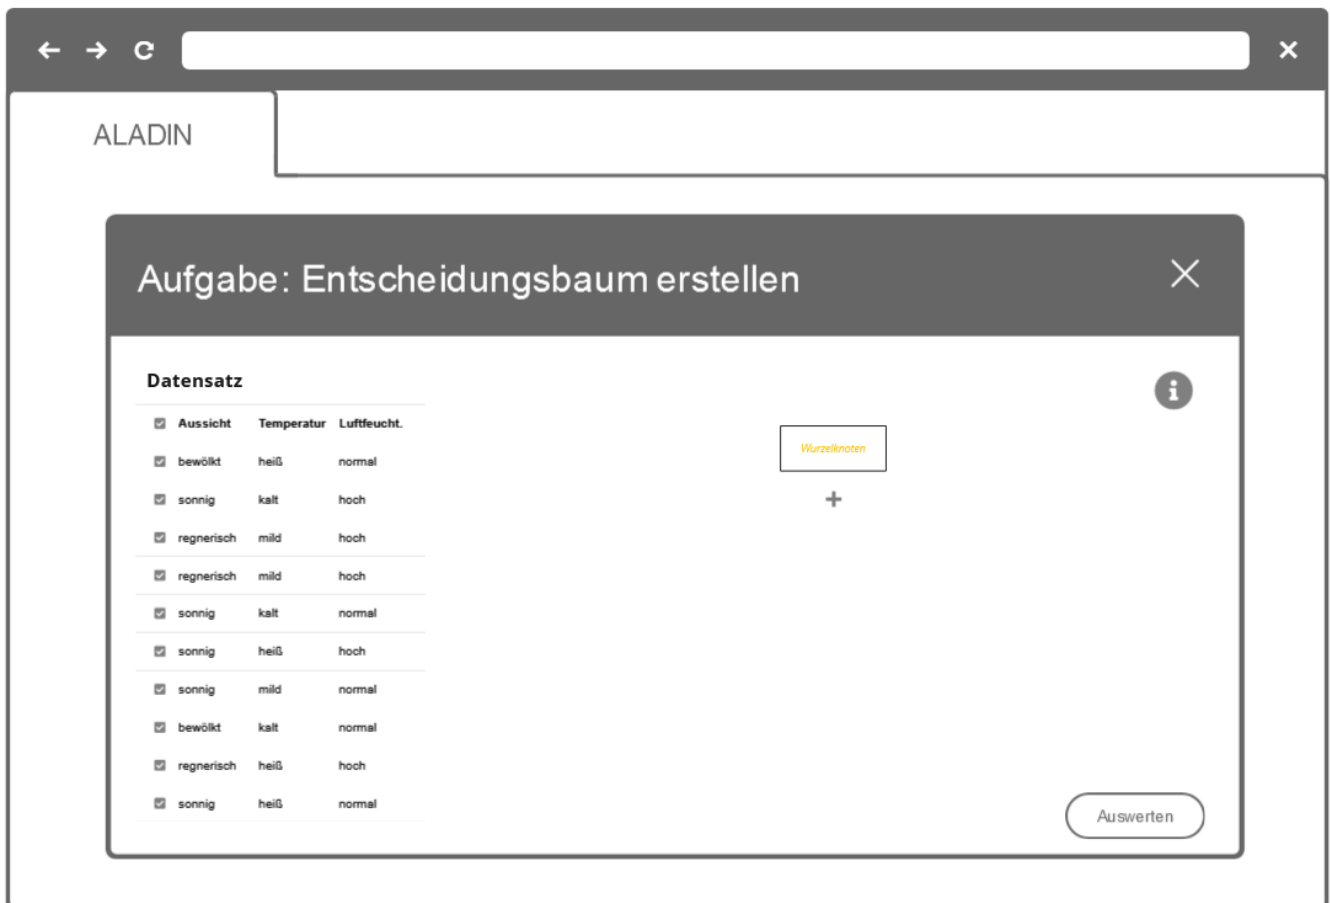 ALADIN
Aufgabe: Entscheidungsbaum erstellen
Datensatz
Aussicht Temperatur Luftfeucht.
bewölkt heiß normal
sonnig kalt hoch
regnerisch mild hoch
regnerisch mild hoch
sonnig kalt normal
sonnig heiß hoch
sonnig mild normal
bewölkt kalt normal
regnerisch heiß hoch
sonnig heiß normal
Wurzelknoten
Auswerten